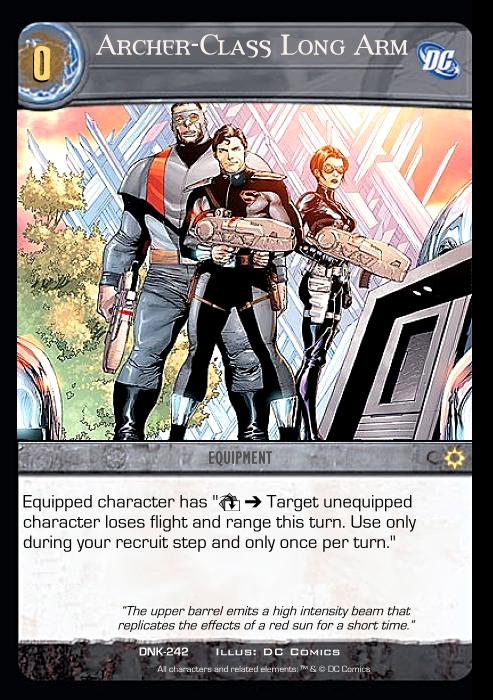 0
ARCHER-CLASS LONG ARM
DC
EQUIPMENT
C
Equipped character has " ➔ Target unequipped
character loses flight and range this turn. Use only
during your recruit step and only once per turn."
"The upper barrel emits a high intensity beam that
replicates the effects of a red sun for a short time."
DNK-242 ILLUS: DC COMICS
All characters and related elements: ™ & © DC Comics